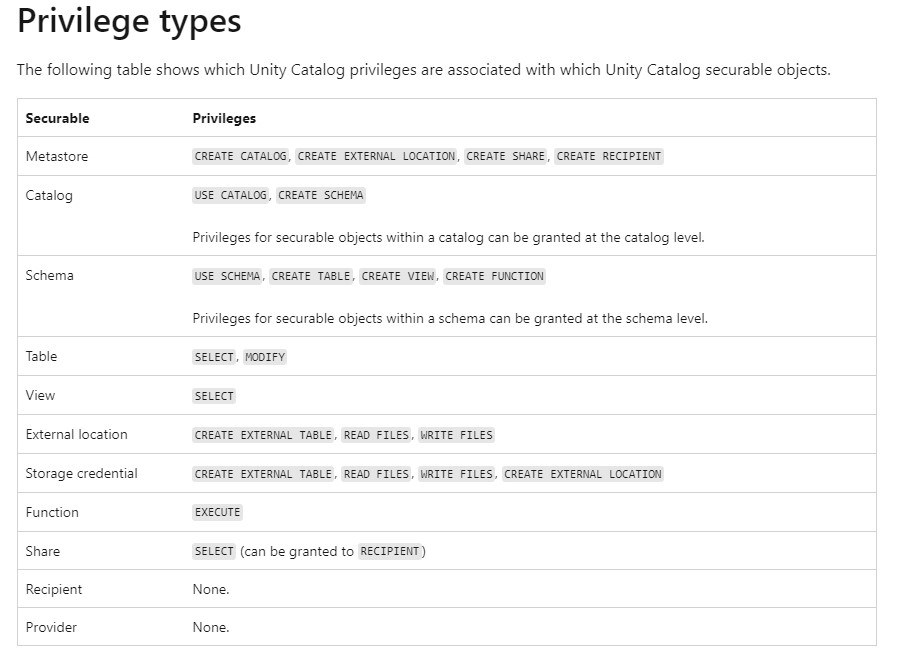 Privilege types
The following table shows which Unity Catalog privileges are associated with which Unity Catalog securable objects.
Securable Privileges
Metastore CREATE CATALOG, CREATE EXTERNAL LOCATION, CREATE SHARE, CREATE RECIPIENT
Catalog USE CATALOG, CREATE SCHEMA
Privileges for securable objects within a catalog can be granted at the catalog level.
Schema USE SCHEMA, CREATE TABLE, CREATE VIEW, CREATE FUNCTION
Privileges for securable objects within a schema can be granted at the schema level.
Table SELECT, MODIFY
View SELECT
External location CREATE EXTERNAL TABLE, READ FILES, WRITE FILES
Storage credential CREATE EXTERNAL TABLE, READ FILES, WRITE FILES, CREATE EXTERNAL LOCATION
Function EXECUTE
Share SELECT (can be granted to RECIPIENT)
Recipient None.
Provider None.